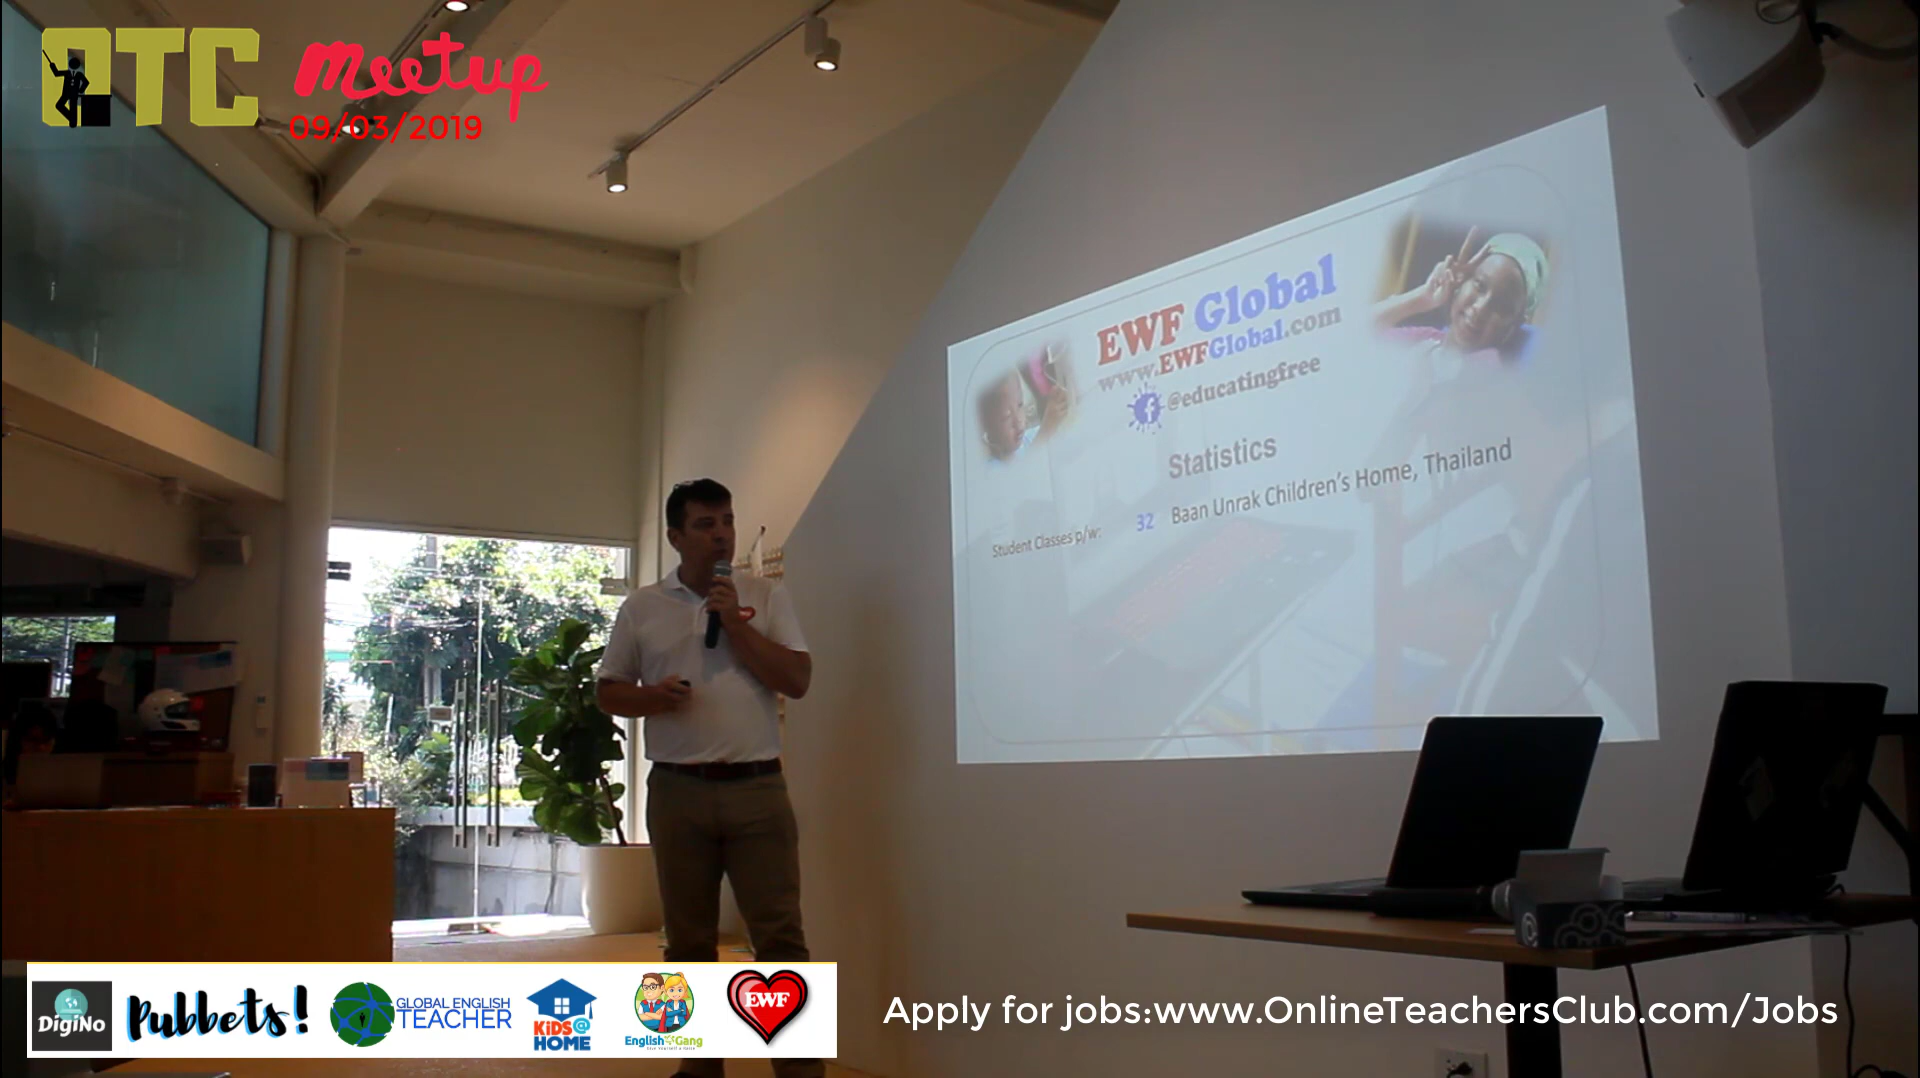 OTC
meetup
09/03/2019
EWF Global
www.EWFGlobal.com
@educatingfree
Statistics
Student Classes p/w: 32 Baan Unrak Children's Home, Thailand
DigiNo
Pubbets!
GLOBAL ENGLISH
TEACHER
KiDS@
HOME
English Gang
EWF
Apply for jobs:www.OnlineTeachersClub.com/Jobs